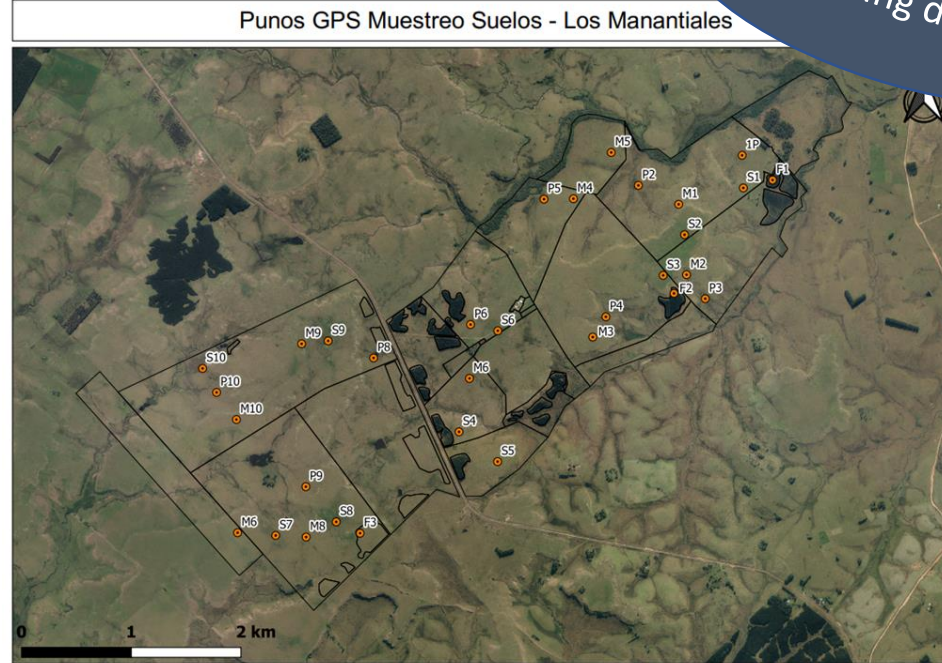 Punos GPS Muestreo Suelos - Los Manantiales
M5
1P
P2
F1
S1
P5
M4
M1
S2
S3
M2
F2
P3
P4
P6
S6
M3
M9
S9
P8
S10
M6
P10
M10
S4
S5
P9
S8
M6
S7
M8
F3
0 1 2 km